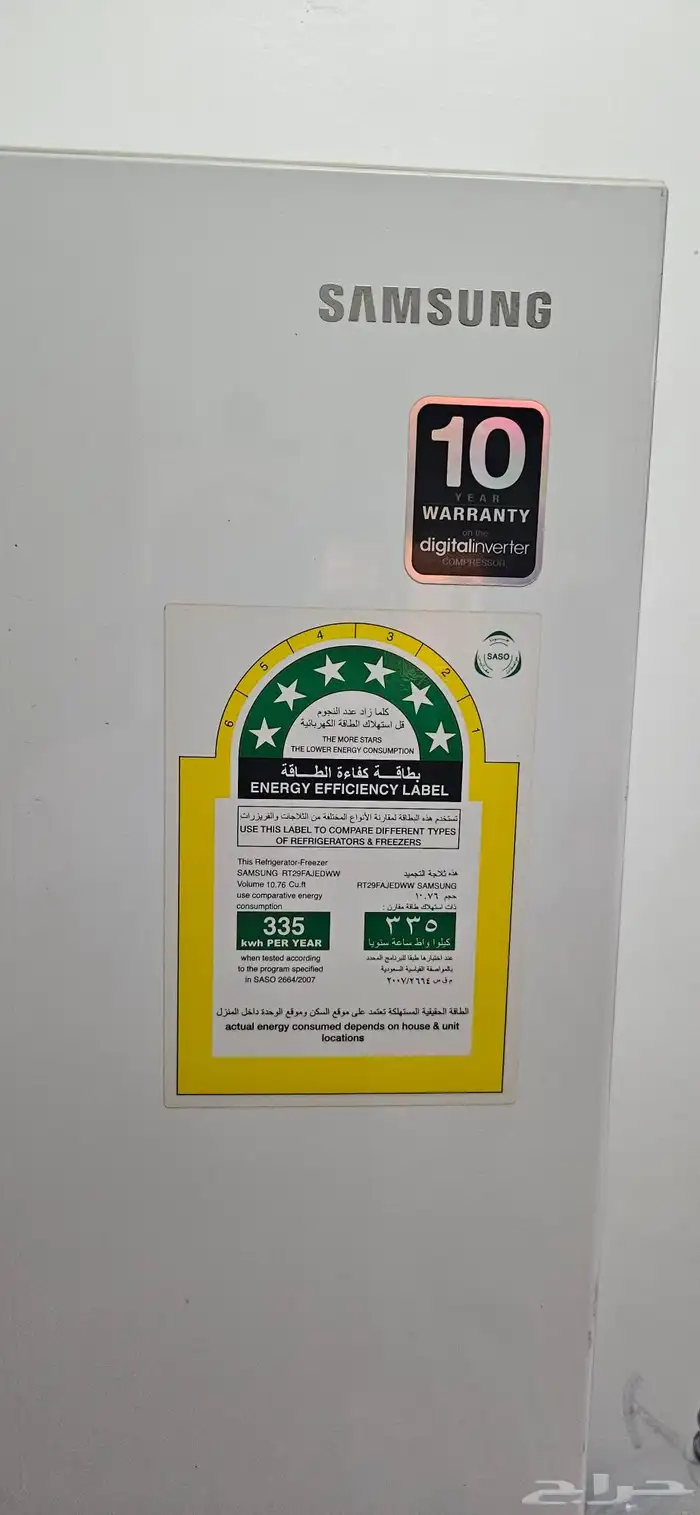 SAMSUNG
10
YEAR
WARRANTY
on the
digitalinverter
COMPRESSOR
SASO
6 5 4 3 2 1
كلما زاد عدد النجوم
قل استهلاك الطاقة الكهربائية
THE MORE STARS
THE LOWER ENERGY CONSUMPTION
بطاقة كفاءة الطاقة
ENERGY EFFICIENCY LABEL
تستخدم هذه البطاقة لمقارنة الأنواع المختلفة من الثلاجات والفريزرات
USE THIS LABEL TO COMPARE DIFFERENT TYPES
OF REFRIGERATORS & FREEZERS
This Refrigerator-Freezer
SAMSUNG RT29FAJEDWW
Volume 10.76 Cu.ft
use comparative energy
consumption
335
kwh PER YEAR
when tested according
to the program specified
in SASO 2664/2007
هذه ثلاجة التجميد
RT29FAJEDWW SAMSUNG
حجم ١٠.٧٦
ذات استهلاك طاقة مقارن :
٣٣٥
كيلوا واط ساعة سنويا
عند اختبارها طبقا للبرنامج المحدد
بالمواصفة القياسية السعودية
م ق س ٢٠٠٧/٢٦٦٤
الطاقة الحقيقية المستهلكة تعتمد على موقع السكن وموقع الوحدة داخل المنزل
actual energy consumed depends on house & unit
locations
حراج